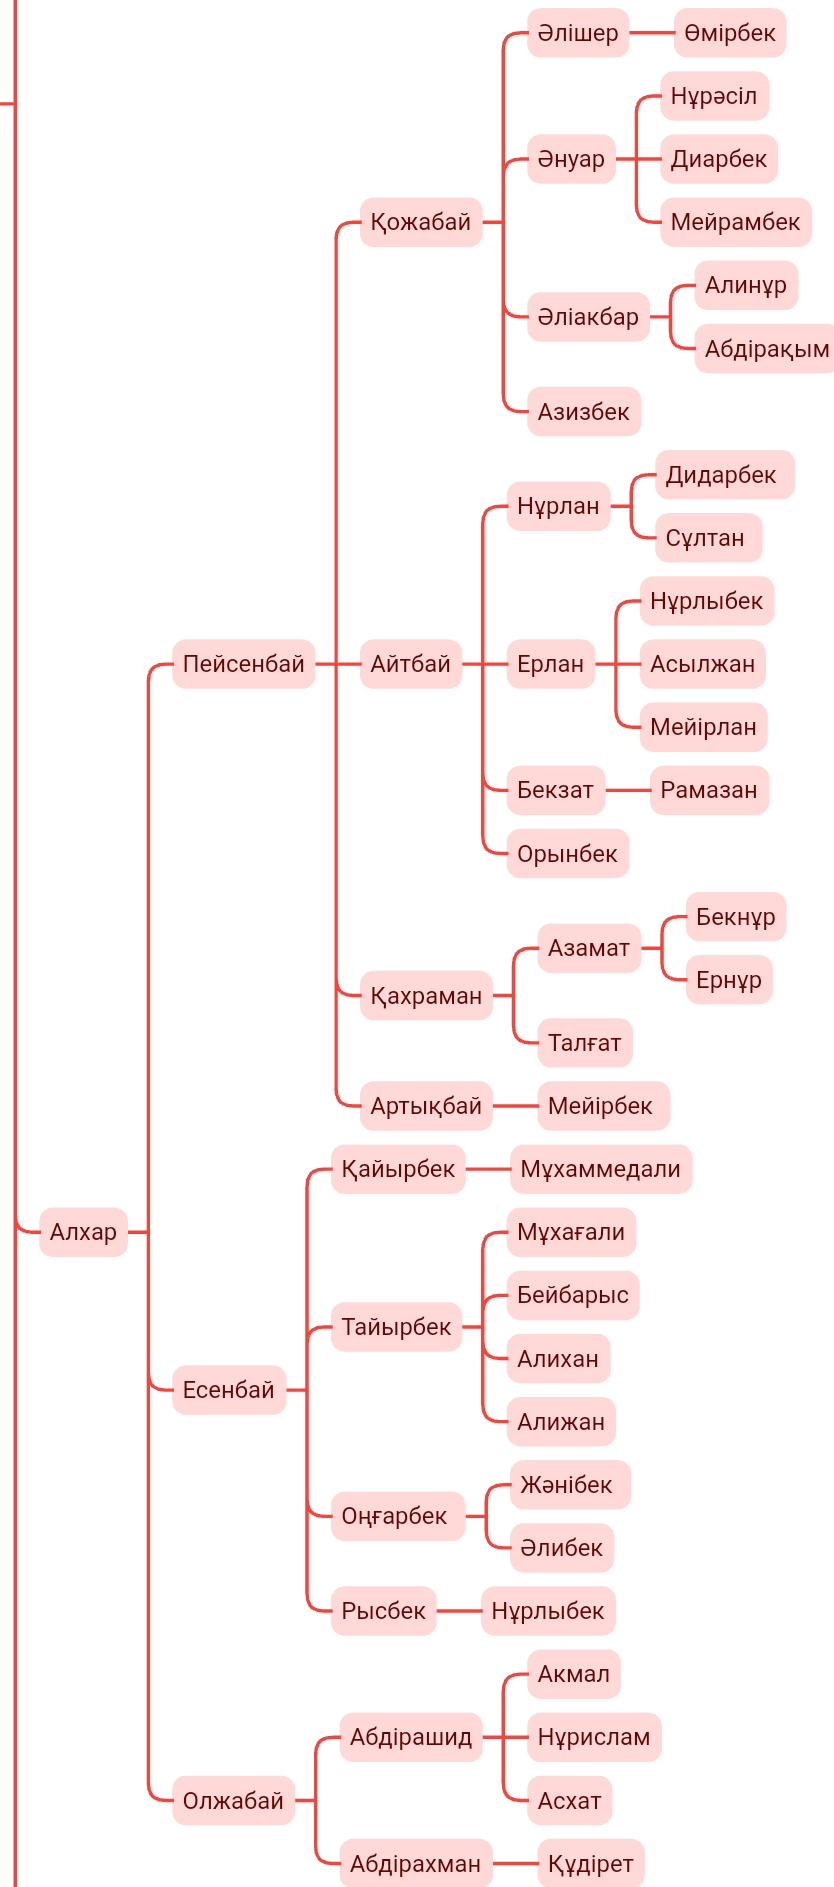 Әлішер
Өмірбек
Нұрәсіл
Әнуар
Диарбек
Қожабай
Мейрамбек
Алинұр
Әліакбар
Абдірақым
Азизбек
Дидарбек
Нұрлан
Сұлтан
Нұрлыбек
Пейсенбай
Айтбай
Ерлан
Асылжан
Мейірлан
Бекзат
Рамазан
Орынбек
Бекнұр
Азамат
Ернұр
Қахраман
Талғат
Артықбай
Мейірбек
Қайырбек
Мұхаммедали
Алхар
Мұхағали
Бейбарыс
Тайырбек
Алихан
Есенбай
Алижан
Жәнібек
Оңғарбек
Әлибек
Рысбек
Нұрлыбек
Акмал
Абдірашид
Нұрислам
Олжабай
Асхат
Абдірахман
Құдірет